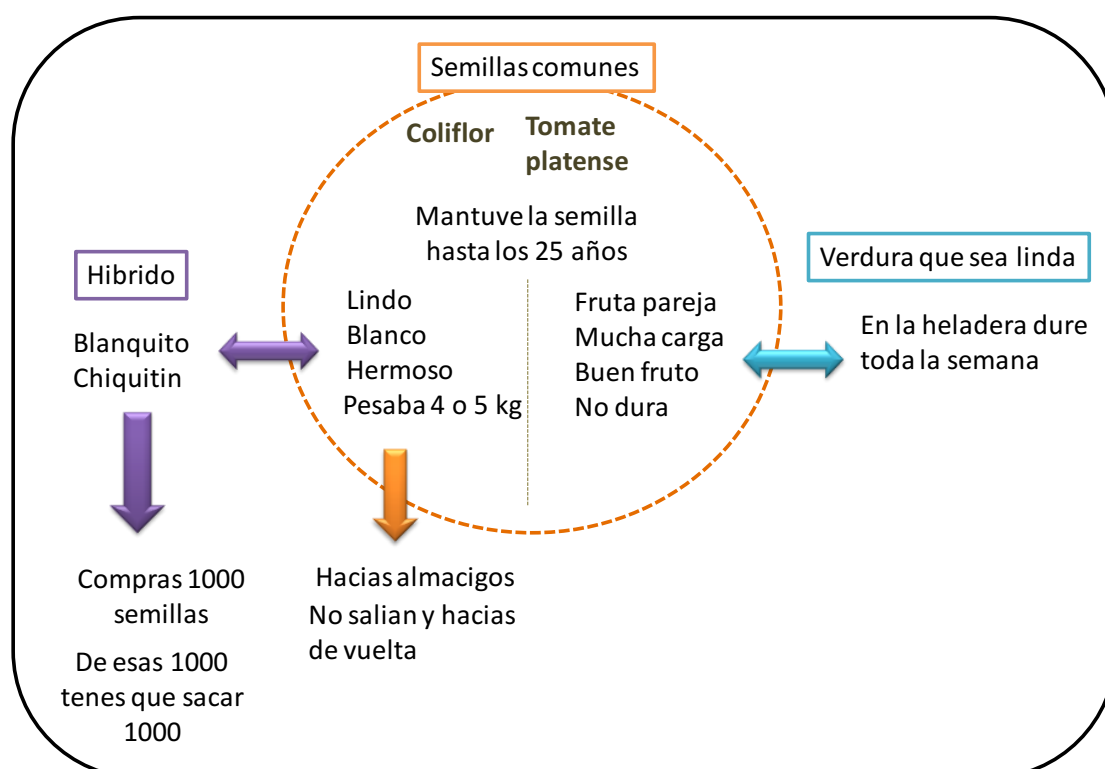 Semillas comunes
Coliflor
Tomate
platense
Mantuve la semilla
hasta los 25 años
Hibrido
Blanquito
Chiquitin
Lindo
Blanco
Hermoso
Pesaba 4 o 5 kg
Fruta pareja
Mucha carga
Buen fruto
No dura
Verdura que sea linda
En la heladera dure
toda la semana
Compras 1000
semillas
De esas 1000
tenes que sacar
1000
Hacias almacigos
No salian y hacias
de vuelta